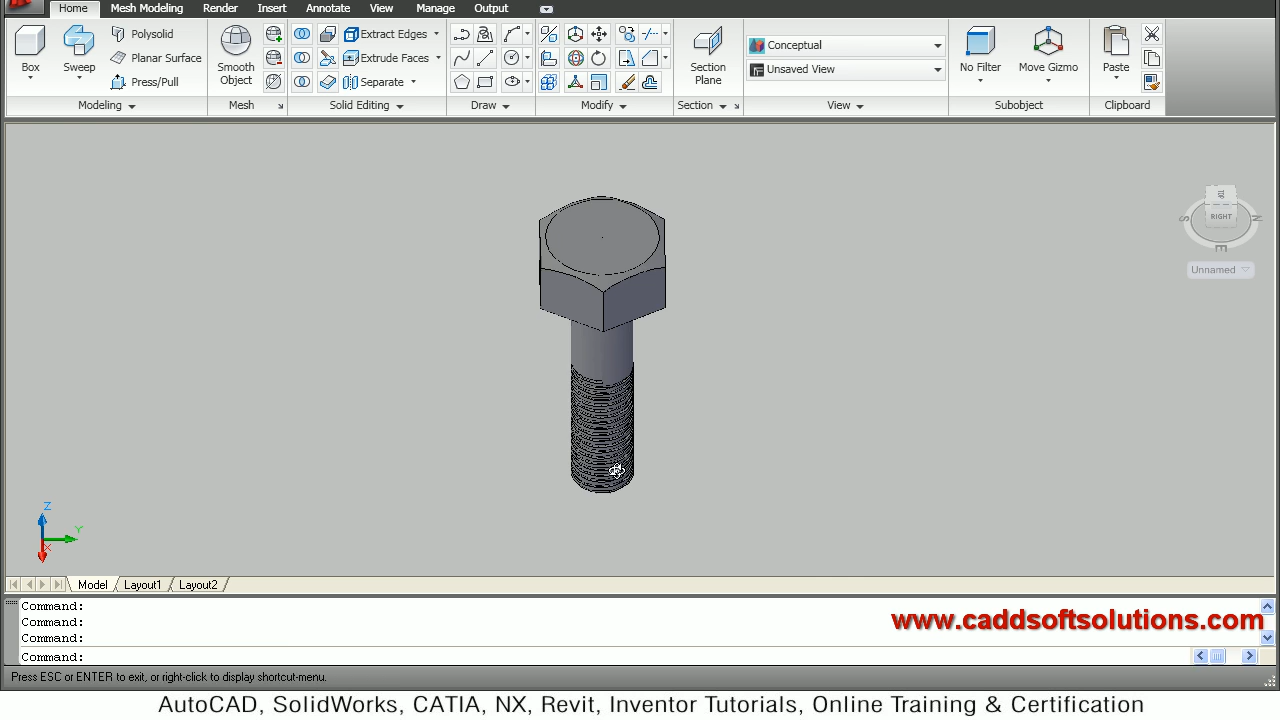 Home Mesh Modeling Render Insert Annotate View Manage Output
Box
Sweep
Polysolid
Planar Surface
Press/Pull
Smooth
Object
Extract Edges
Extrude Faces
Separate
Section
Plane
Conceptual
Unsaved View
No Filter
Move Gizmo
Paste
Modeling Mesh Solid Editing Draw Modify Section View Subobject Clipboard
TOP
S RIGHT N
E
Unnamed
Z
Y
X
Model Layout1 Layout2
Command:
Command:
Command:
Command:
www.caddsoftsolutions.com
Press ESC or ENTER to exit, or right-click to display shortcut-menu.
AutoCAD, SolidWorks, CATIA, NX, Revit, Inventor Tutorials, Online Training & Certification